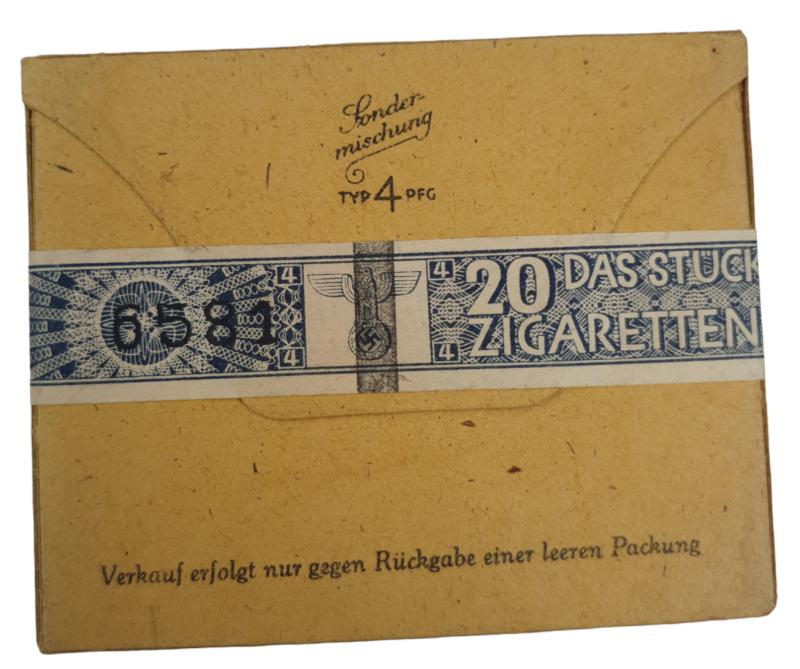 Sonder-
mischung
TYP 4 PFG
6581
4
4
4
4
20 DAS STÜCK
ZIGARETTEN
Verkauf erfolgt nur gegen Rückgabe einer leeren Packung